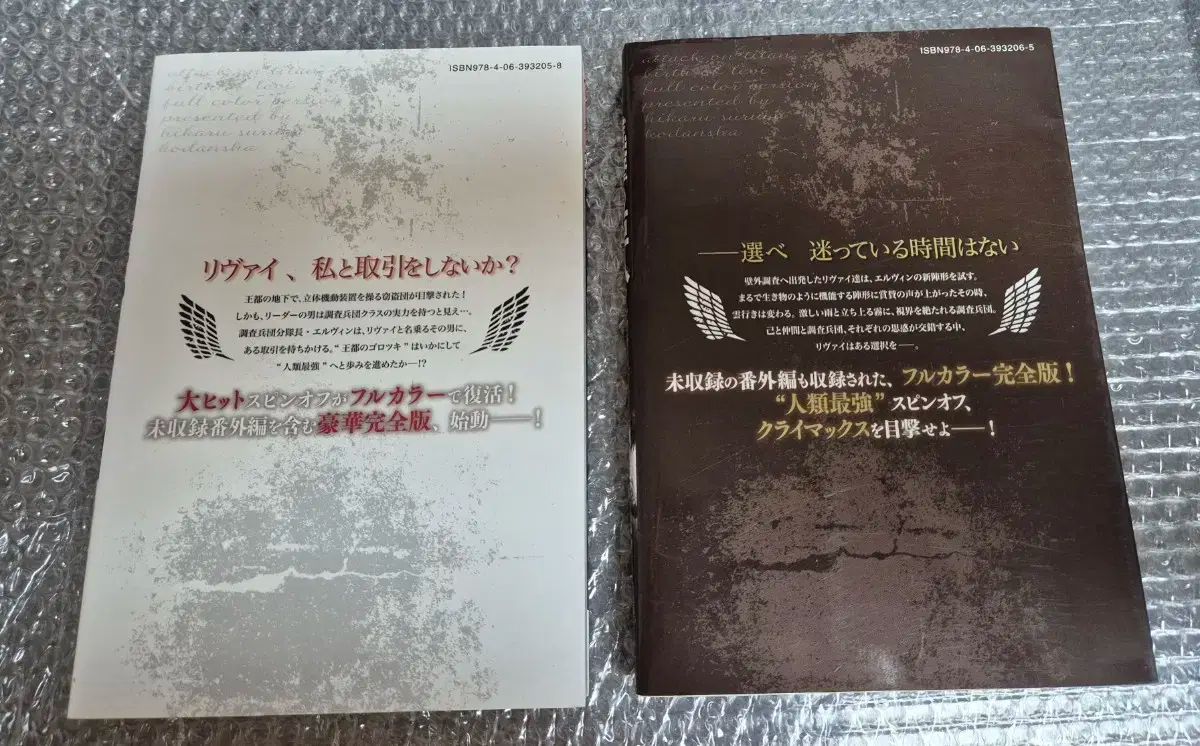 ISBN978-4-06-393205-8
attack on titan
birth of levi
full color version
presented by
hikaru suruga
kodansha
リヴァイ、私と取引をしないか?
王都の地下で、立体機動装置を操る窃盗団が目撃された!
しかも、リーダーの男は調査兵団クラスの実力を持つと見え…。
調査兵団分隊長・エルヴィンは、リヴァイと名乗るその男に、
ある取引を持ちかける。“王都のゴロツキ”はいかにして
“人類最強”へと歩みを進めたか―!?
大ヒットスピンオフがフルカラーで復活!
未収録番外編を含む豪華完全版、始動――!
ISBN978-4-06-393206-5
attack on titan
birth of levi
full color version
presented by
hikaru suruga
kodansha
――選べ 迷っている時間はない
壁外調査へ出発したリヴァイ達は、エルヴィンの新陣形を試す。
まるで生き物のように機能する陣形に賞賛の声が上がったその時、
雲行きは変わる。激しい雨と立ち上る霧に、視界を絶たれる調査兵団。
己と仲間と調査兵団、それぞれの思惑が交錯する中、
リヴァイはある選択を―。
未収録の番外編も収録された、フルカラー完全版!
“人類最強”スピンオフ、
クライマックスを目撃せよ――!